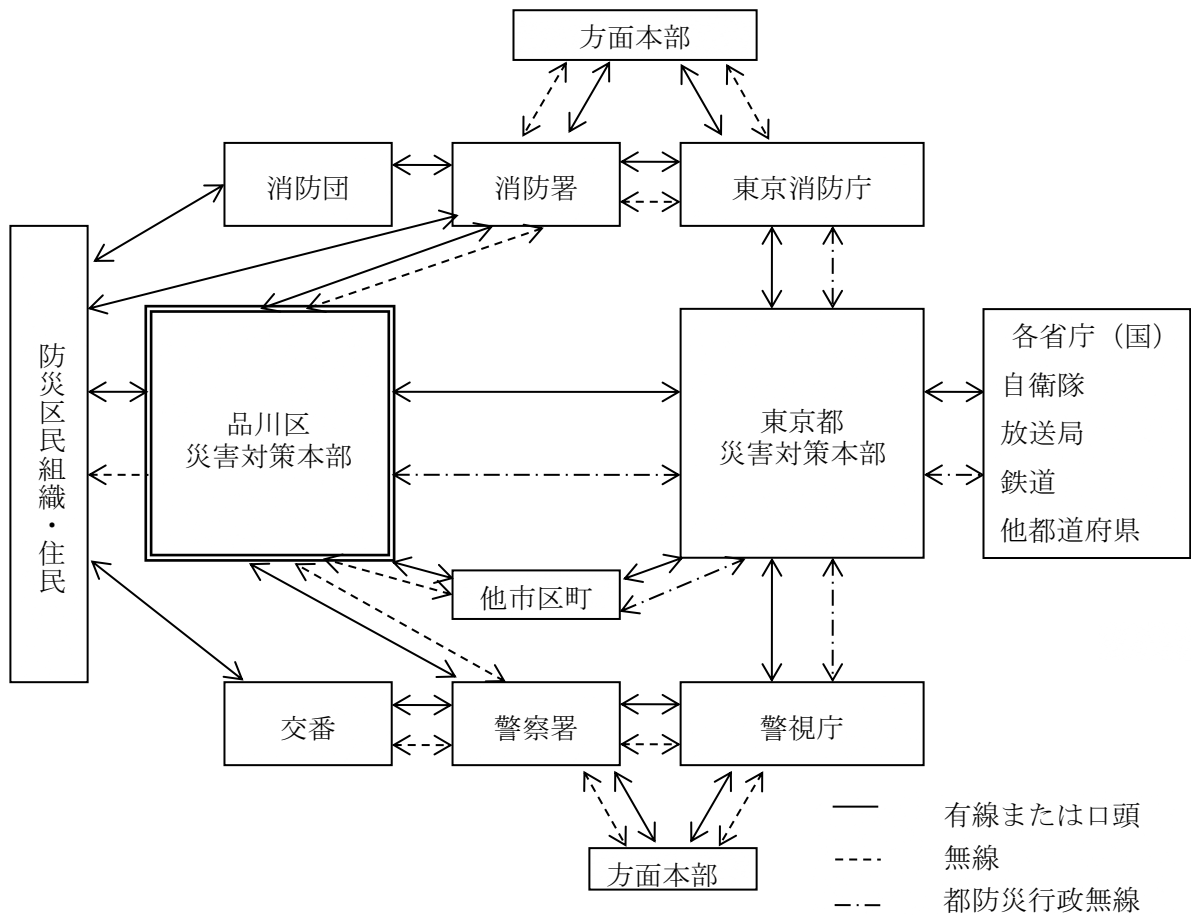 方面本部
消防団
消防署
東京消防庁
防災区民組織・住民
品川区
災害対策本部
東京都
災害対策本部
各省庁（国）
自衛隊
放送局
鉄道
他都道府県
他市区町
交番
警察署
警視庁
方面本部
有線または口頭
無線
都防災行政無線